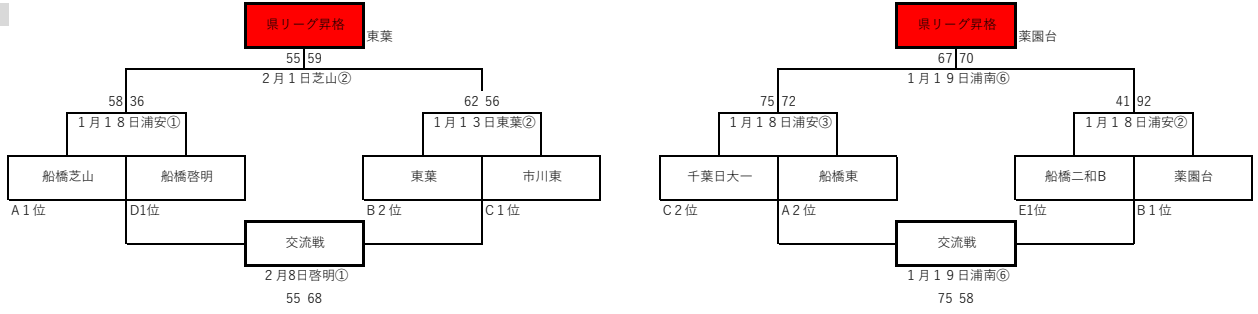 県リーグ昇格
東葉
55 59
２月１日芝山②
58 36
62 56
１月１８日浦安①
１月１３日東葉②
船橋芝山
船橋啓明
東葉
市川東
A１位
D1位
B２位
C１位
交流戦
２月8日啓明①
55 68
県リーグ昇格
薬園台
67 70
１月１９日浦南⑥
75 72
41 92
１月１８日浦安③
１月１８日浦安②
千葉日大一
船橋東
船橋二和B
薬園台
C２位
A２位
E1位
B１位
交流戦
１月１９日浦南⑥
75 58